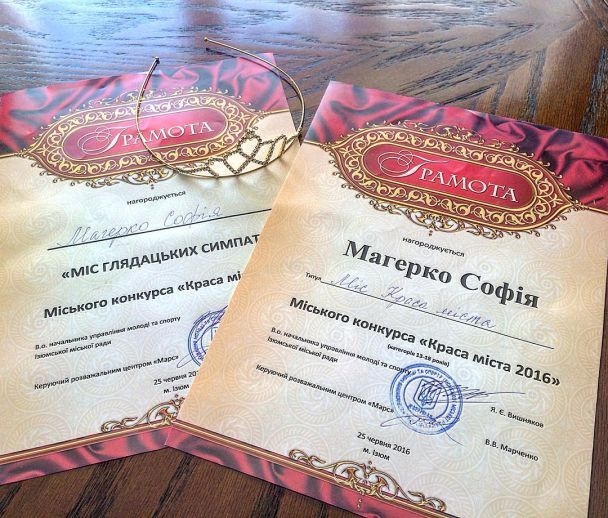 ГРАМОТА
нагороджується
Магерко Софія
«МІС ГЛЯДАЦЬКИХ СИМПАТ
Міського конкурса «Краса міс
В.о. начальника управління молоді та спорту
Ізюмської міської ради
Керуючий розважальним центром «Марс»
25 червня 201
м. Ізюм
ГРАМОТА
нагороджується
Магерко Софія
Титул Міс Краса міста
Міського конкурса «Краса міста 2016»
(категорія 13-18 років)
В.о. начальника управління молоді та спорту
Ізюмської міської ради
Я. Є. Вишняков
Керуючий розважальним центром «Марс»
В.В. Марченко
25 червня 2016
м. Ізюм